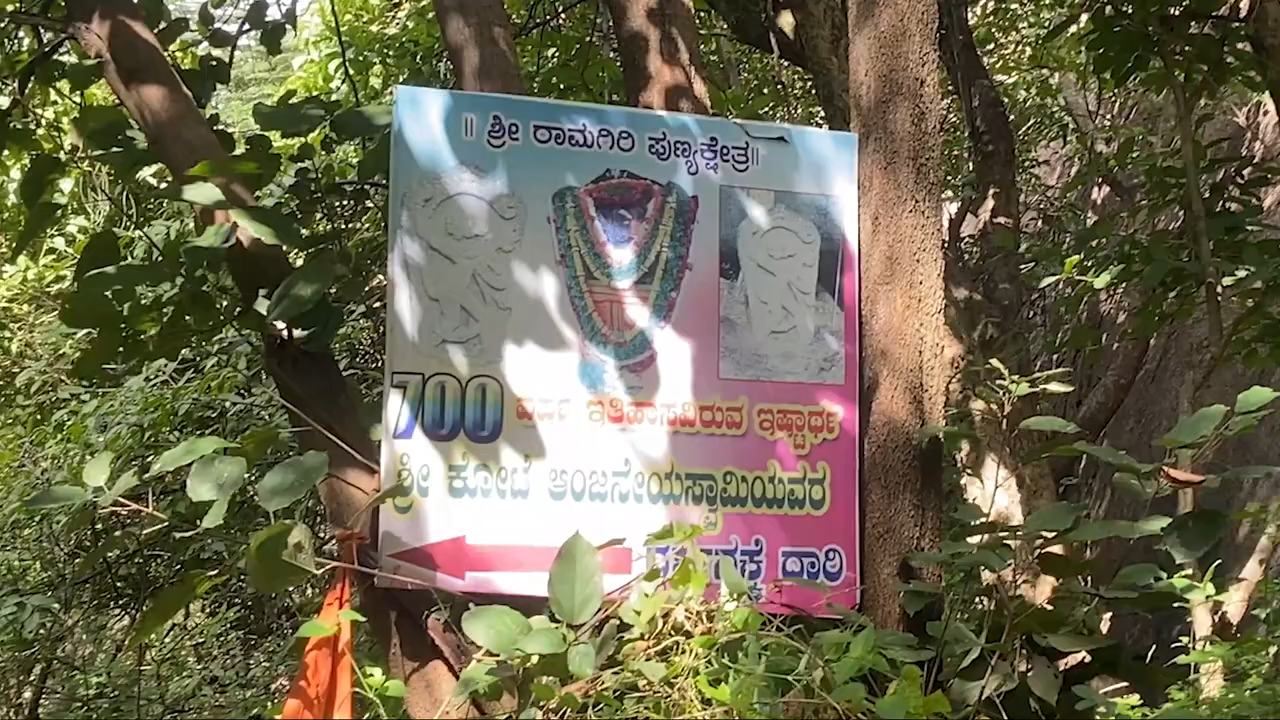 ॥ ಶ್ರೀ ರಾಮಗಿರಿ ಪುಣ್ಯಕ್ಷೇತ್ರ॥
700 ವರ್ಷ ಇತಿಹಾಸವಿರುವ ಇಷ್ಟಾರ್ಥ
ಶ್ರೀ ಕೋಟೆ ಆಂಜನೇಯಸ್ವಾಮಿಯವರ
ದಾರಿ